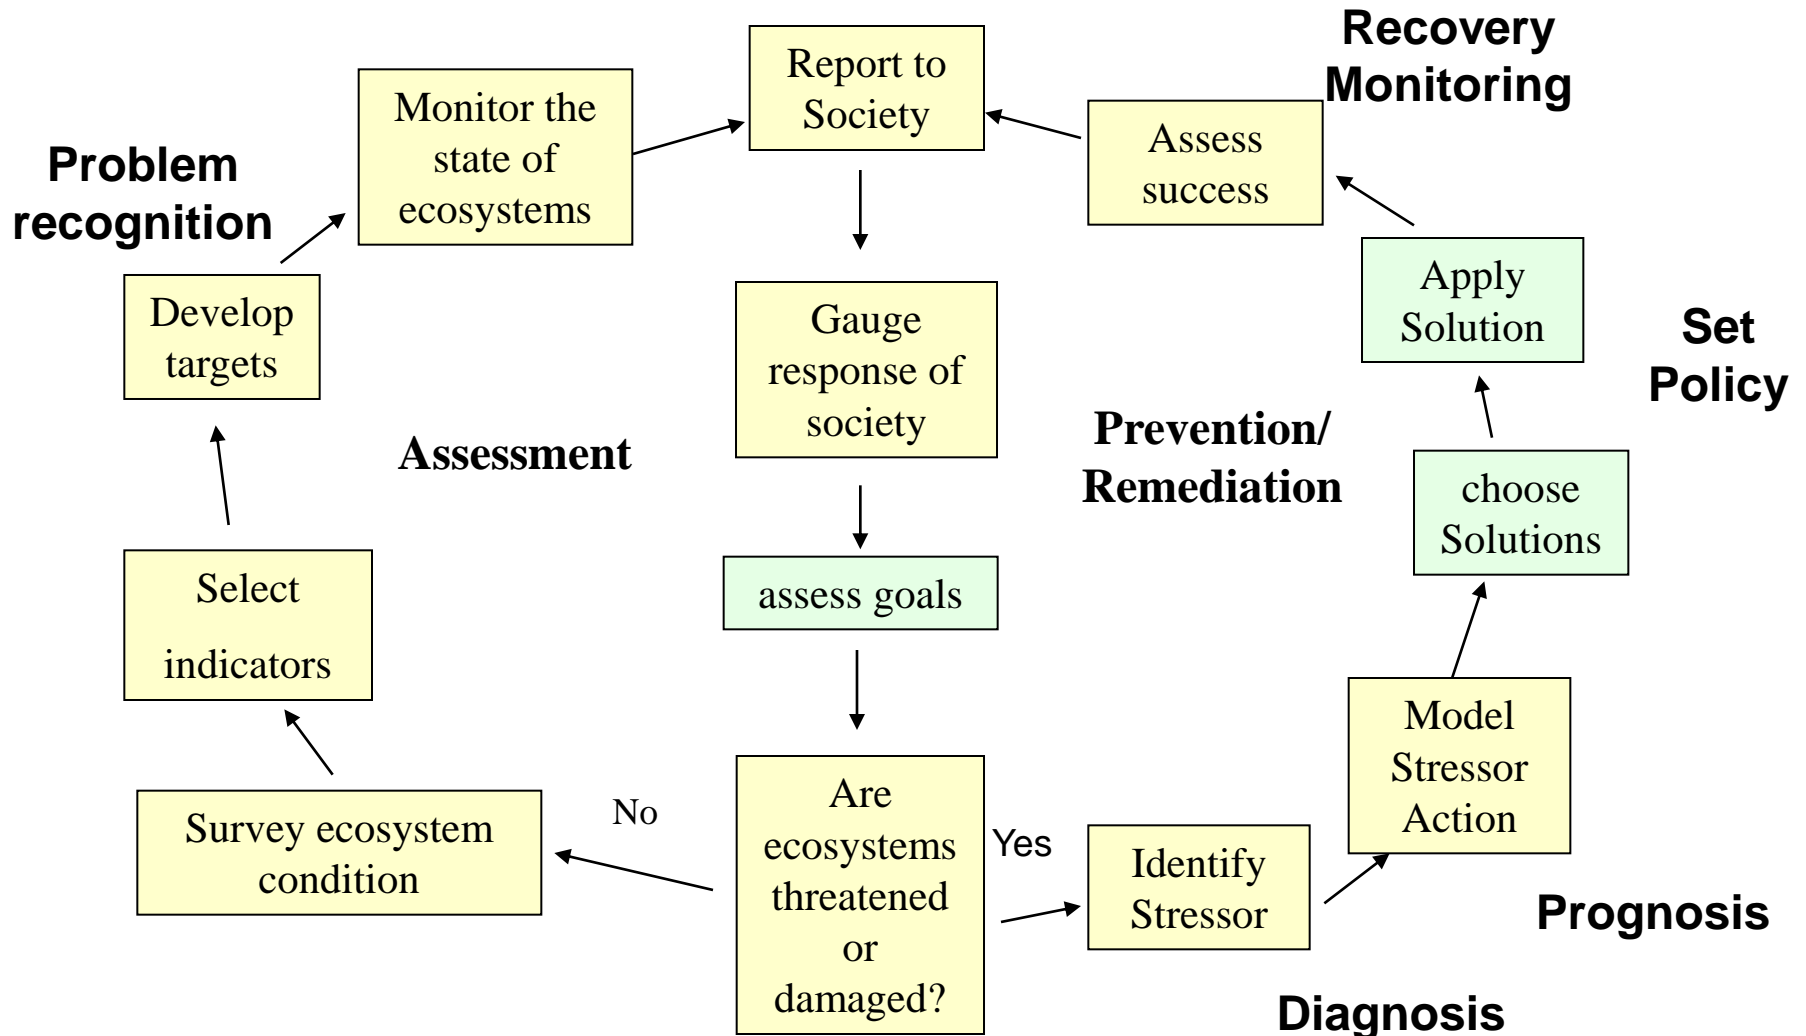 Recovery
Monitoring
Report to
Society
Monitor the
state of
ecosystems
Assess
success
Problem
recognition
Develop
targets
Gauge
response of
society
Apply
Solution
Set
Policy
Assessment
Prevention/
Remediation
choose
Solutions
Select
indicators
assess goals
Model
Stressor
Action
Survey ecosystem
condition
No
Are
ecosystems
threatened
or
damaged?
Yes
Identify
Stressor
Prognosis
Diagnosis